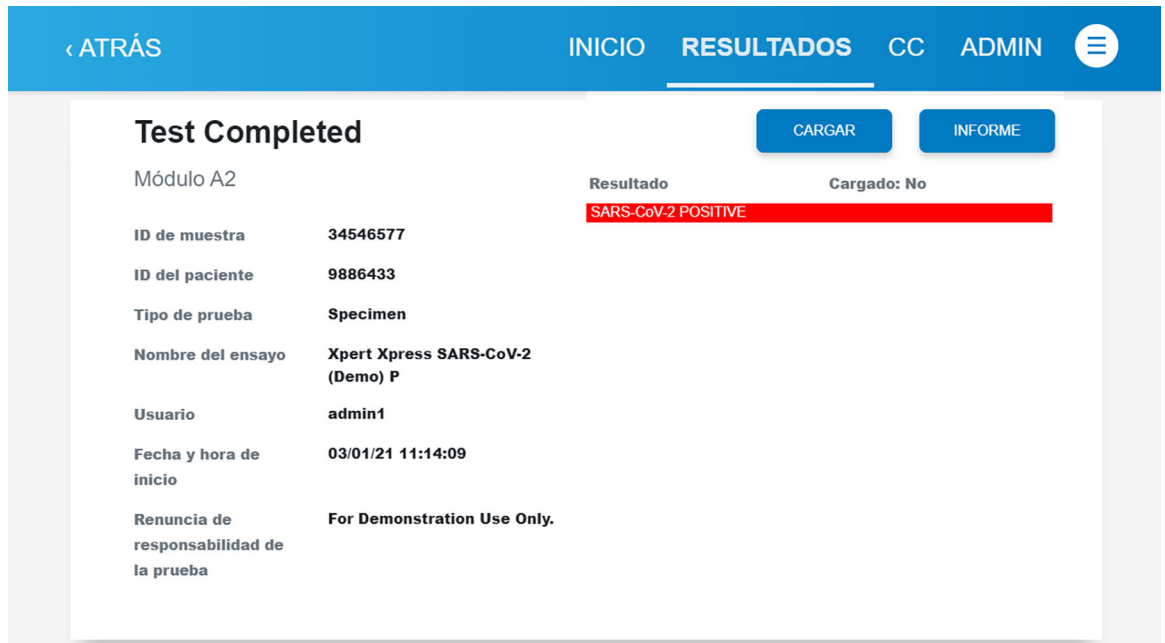 ‹ ATRÁS
INICIO RESULTADOS CC ADMIN
Test Completed
CARGAR INFORME
Módulo A2
Resultado Cargado: No
SARS-CoV-2 POSITIVE
ID de muestra 34546577
ID del paciente 9886433
Tipo de prueba Specimen
Nombre del ensayo Xpert Xpress SARS-CoV-2
(Demo) P
Usuario admin1
Fecha y hora de 03/01/21 11:14:09
inicio
Renuncia de For Demonstration Use Only.
responsabilidad de
la prueba